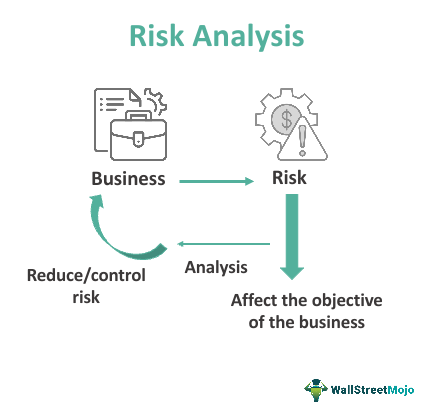 Risk Analysis
$
!
Business
Risk
Analysis
Reduce/control
risk
Affect the objective
of the business
WallStreetMojo